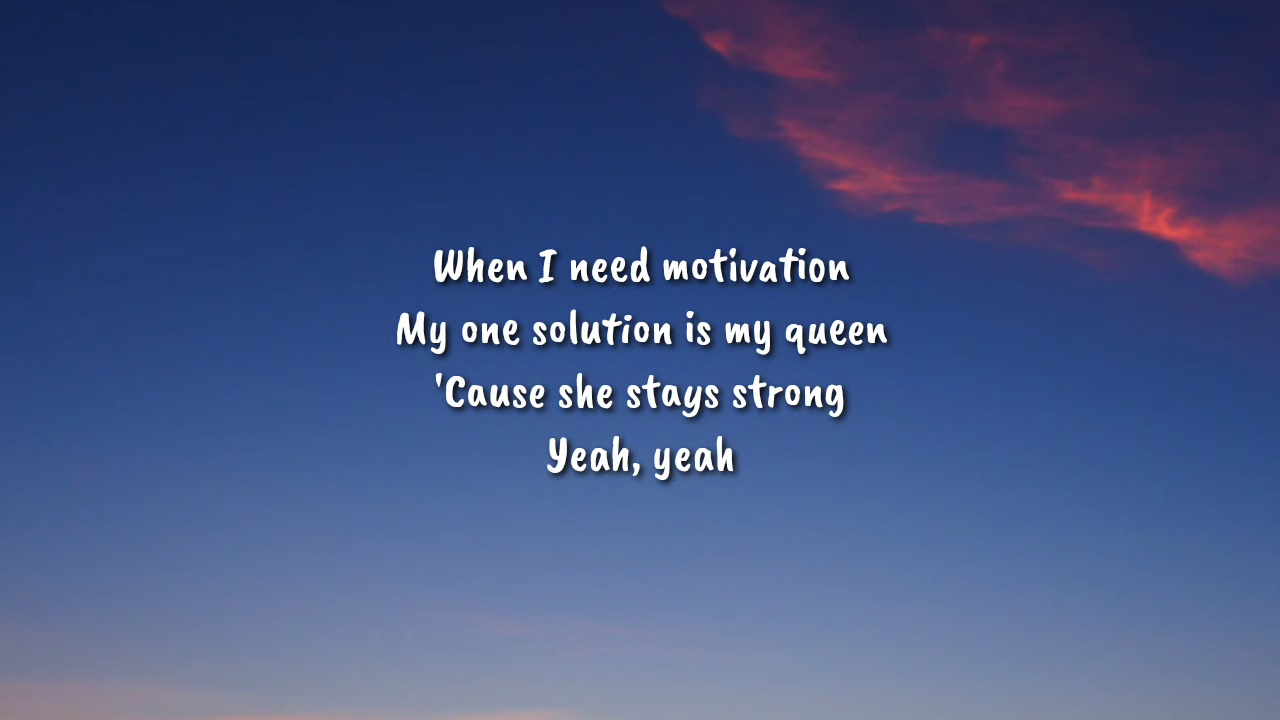 When I need motivation
My one solution is my queen
'Cause she stays strong
Yeah, yeah